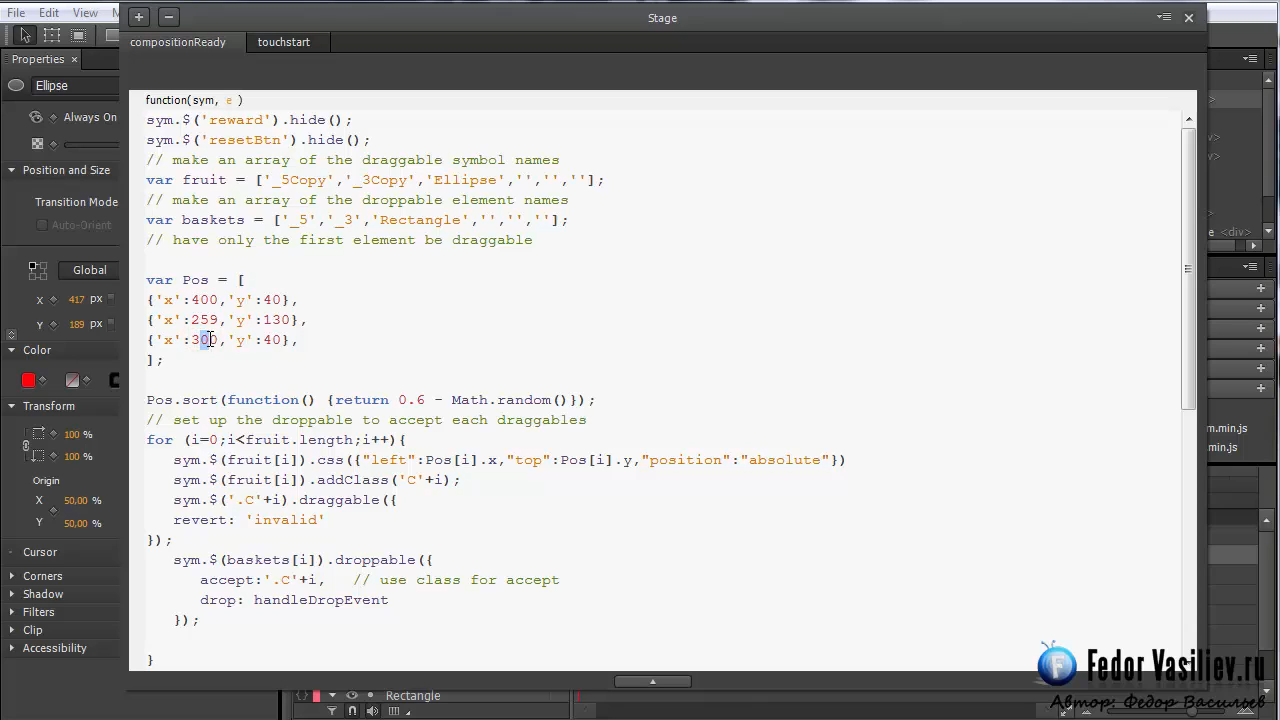 Stage
File Edit View M
compositionReady touchstart
Properties ×
Ellipse
Always On
Position and Size
Transition Mode
Auto-Orient
Global
X 417 px
Y 189 px
Color
Transform
100 %
100 %
Origin
X 50,00 %
Y 50,00 %
Cursor
Corners
Shadow
Filters
Clip
Accessibility
function(sym, e )
sym.$('reward').hide();
sym.$('resetBtn').hide();
// make an array of the draggable symbol names
var fruit = ['_5Copy','_3Copy','Ellipse','','',''];
// make an array of the droppable element names
var baskets = ['_5','_3','Rectangle','','',''];
// have only the first element be draggable
var Pos = [
{'x':400,'y':40},
{'x':259,'y':130},
{'x':300,'y':40},
];
Pos.sort(function() {return 0.6 - Math.random()});
// set up the droppable to accept each draggables
for (i=0;i<fruit.length;i++){
sym.$(fruit[i]).css({"left":Pos[i].x,"top":Pos[i].y,"position":"absolute"})
sym.$(fruit[i]).addClass('C'+i);
sym.$('.C'+i).draggable({
revert: 'invalid'
});
sym.$(baskets[i]).droppable({
accept:'.C'+i, // use class for accept
drop: handleDropEvent
});
}
>
v>
v>
>
e <div>
m.min.js
.min.js
Rectangle
Fedor Vasiliev.ru
Автор: Федор Васильев